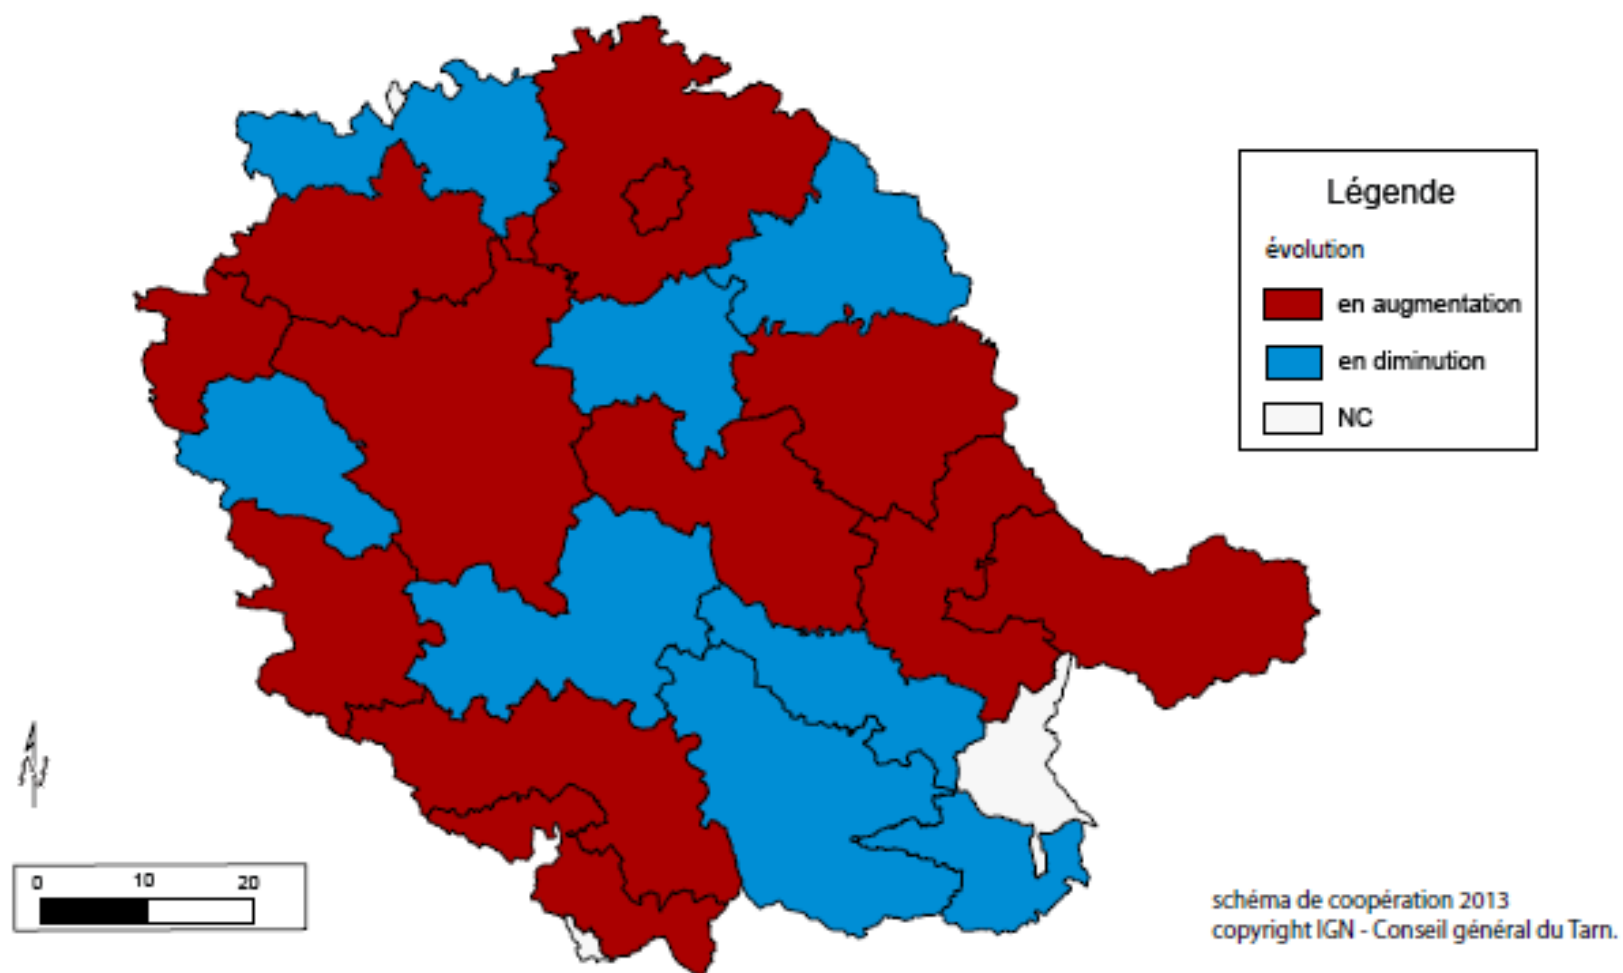 Légende
évolution
en augmentation
en diminution
NC
N
0 10 20
schéma de coopération 2013
copyright IGN - Conseil général du Tarn.